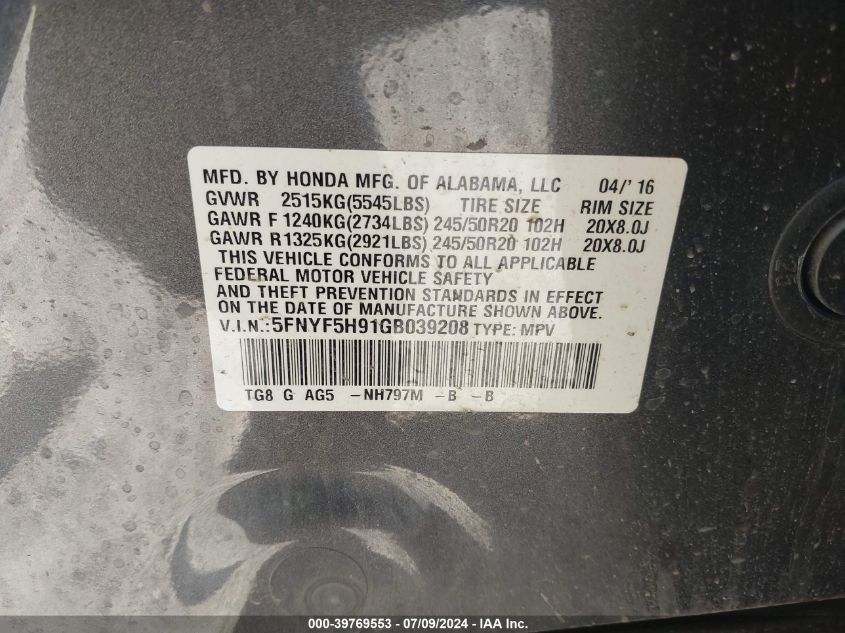 MFD. BY HONDA MFG. OF ALABAMA, LLC 04/'16
GVWR 2515KG(5545LBS) TIRE SIZE RIM SIZE
GAWR F 1240KG(2734LBS) 245/50R20 102H 20X8.0J
GAWR R1325KG(2921LBS) 245/50R20 102H 20X8.0J
THIS VEHICLE CONFORMS TO ALL APPLICABLE
FEDERAL MOTOR VEHICLE SAFETY
AND THEFT PREVENTION STANDARDS IN EFFECT
ON THE DATE OF MANUFACTURE SHOWN ABOVE.
V.I.N.:5FNYF5H91GB039208 TYPE: MPV
TG8 G AG5 -NH797M -B -B
000-39769553 | 07/09/2024 - IAA Inc.